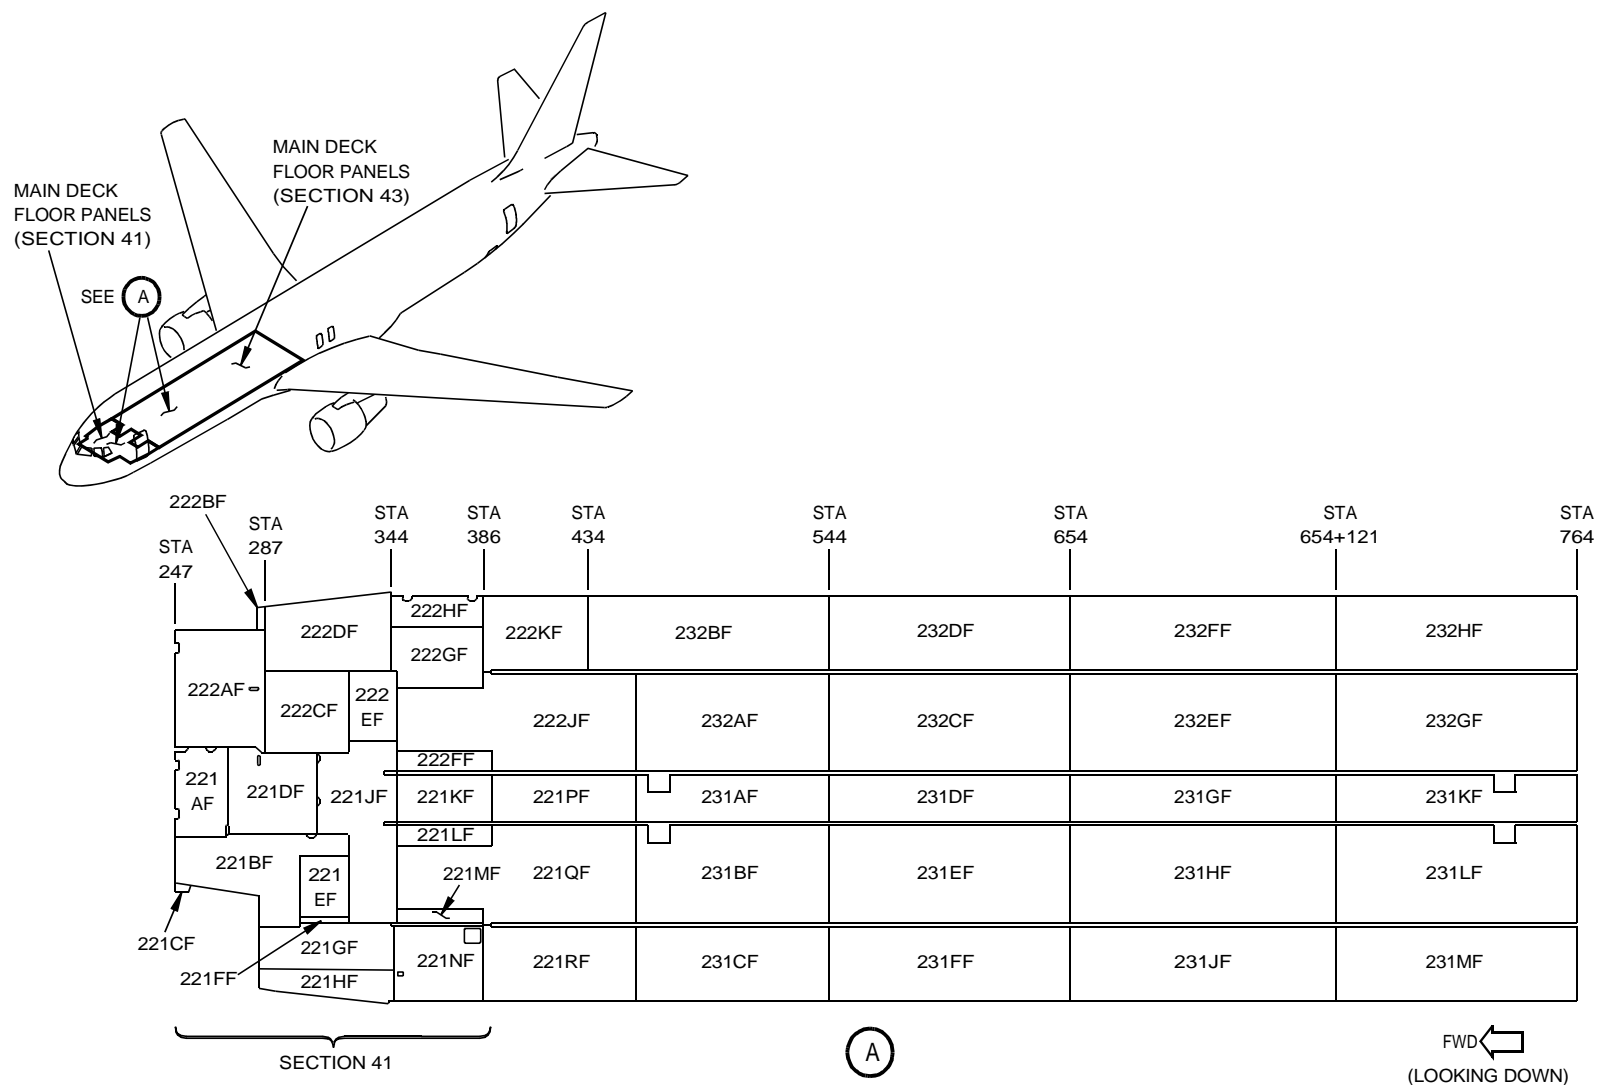 MAIN DECK
FLOOR PANELS
(SECTION 43)
MAIN DECK
FLOOR PANELS
(SECTION 41)
SEE A
222BF
STA
247
STA
287
STA
344
STA
386
STA
434
STA
544
STA
654
STA
654+121
STA
764
222HF
222DF
222KF
232BF
232DF
232FF
232HF
222GF
222AF
222CF
222
EF
222JF
232AF
232CF
232EF
232GF
222FF
221
AF
221DF
221JF
221KF
221PF
231AF
231DF
231GF
231KF
221LF
221BF
221
EF
221MF
221QF
231BF
231EF
231HF
231LF
221CF
221FF
221GF
221HF
221NF
221RF
231CF
231FF
231JF
231MF
SECTION 41
A
FWD
(LOOKING DOWN)